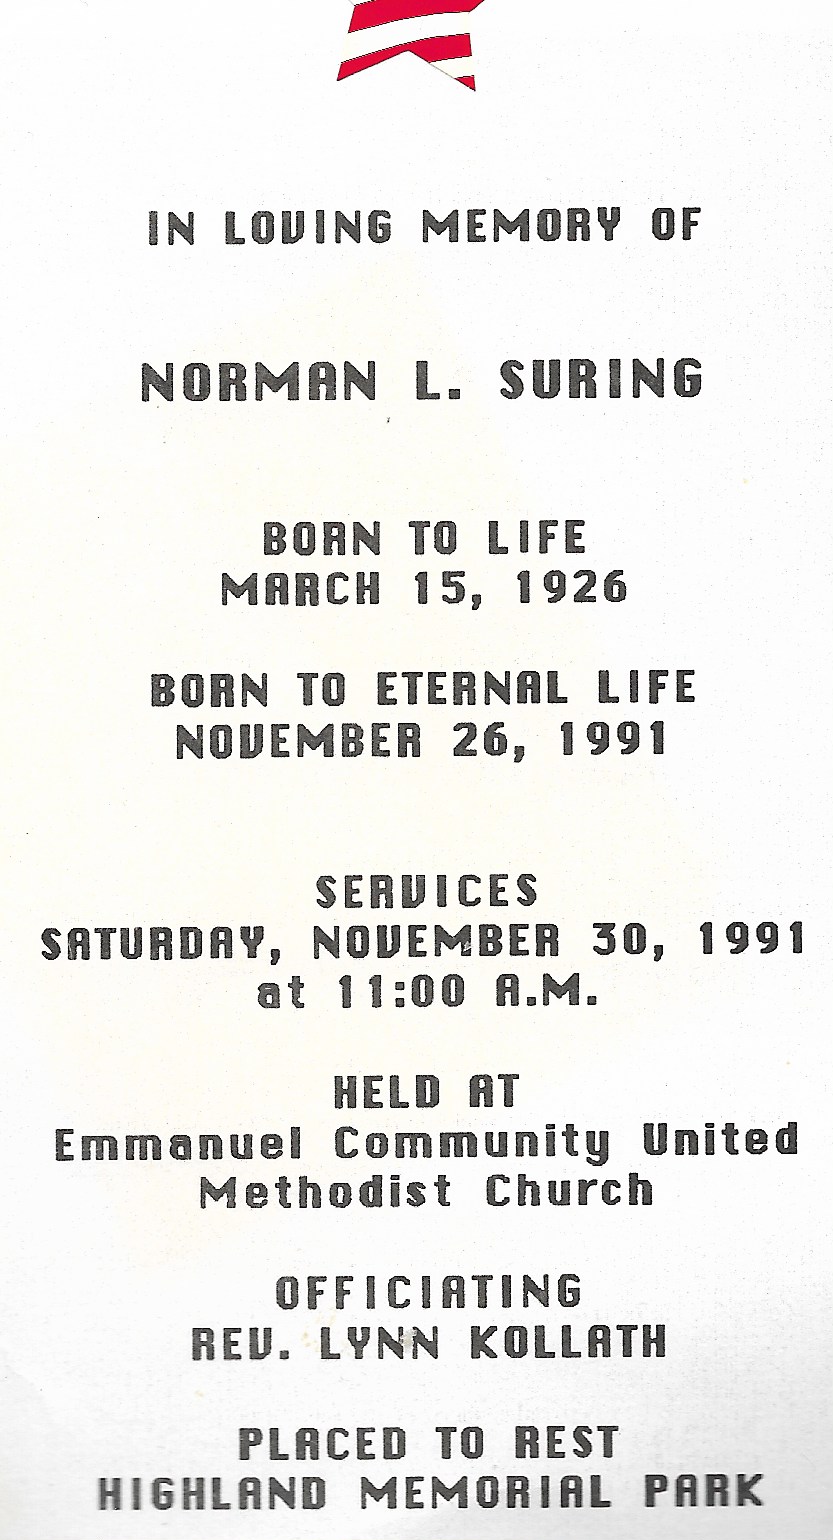 IN LOVING MEMORY OF
NORMAN L. SURING
BORN TO LIFE
MARCH 15, 1926
BORN TO ETERNAL LIFE
NOVEMBER 26, 1991
SERVICES
SATURDAY, NOVEMBER 30, 1991
at 11:00 A.M.
HELD AT
Emmanuel Community United
Methodist Church
OFFICIATING
REV. LYNN KOLLATH
PLACED TO REST
HIGHLAND MEMORIAL PARK